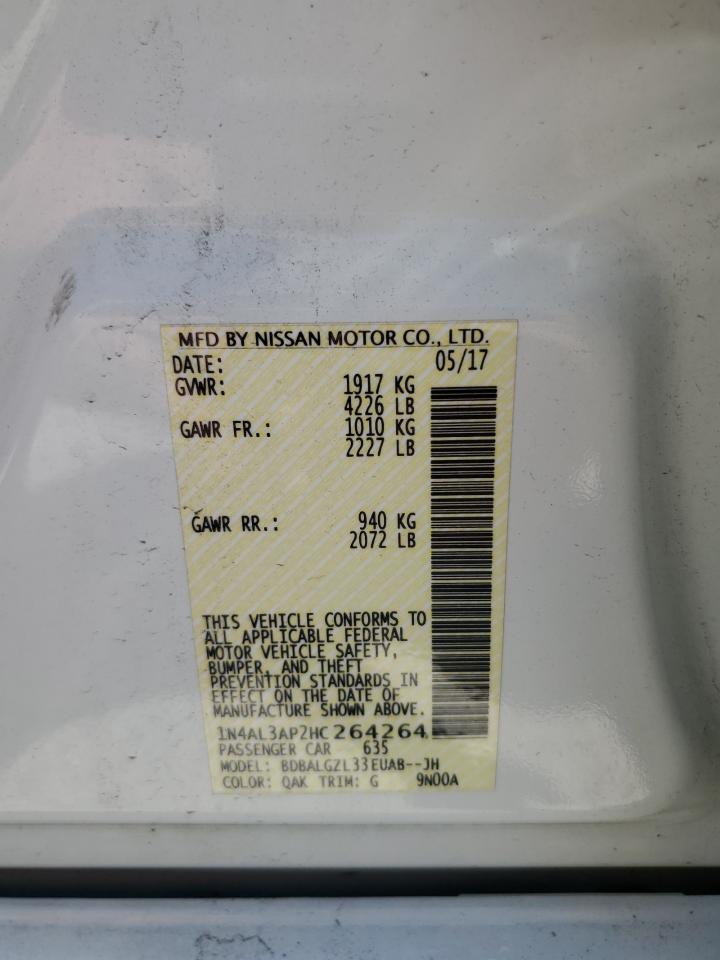 MFD BY NISSAN MOTOR CO., LTD.
DATE: 05/17
GVWR: 1917 KG
4226 LB
GAWR FR.: 1010 KG
2227 LB
GAWR RR.: 940 KG
2072 LB
THIS VEHICLE CONFORMS TO
ALL APPLICABLE FEDERAL
MOTOR VEHICLE SAFETY,
BUMPER, AND THEFT
PREVENTION STANDARDS IN
EFFECT ON THE DATE OF
MANUFACTURE SHOWN ABOVE.
1N4AL3AP2HC264264
PASSENGER CAR 635
MODEL: BDBALGZL33EUAB--JH
COLOR: QAK TRIM: G 9N00A